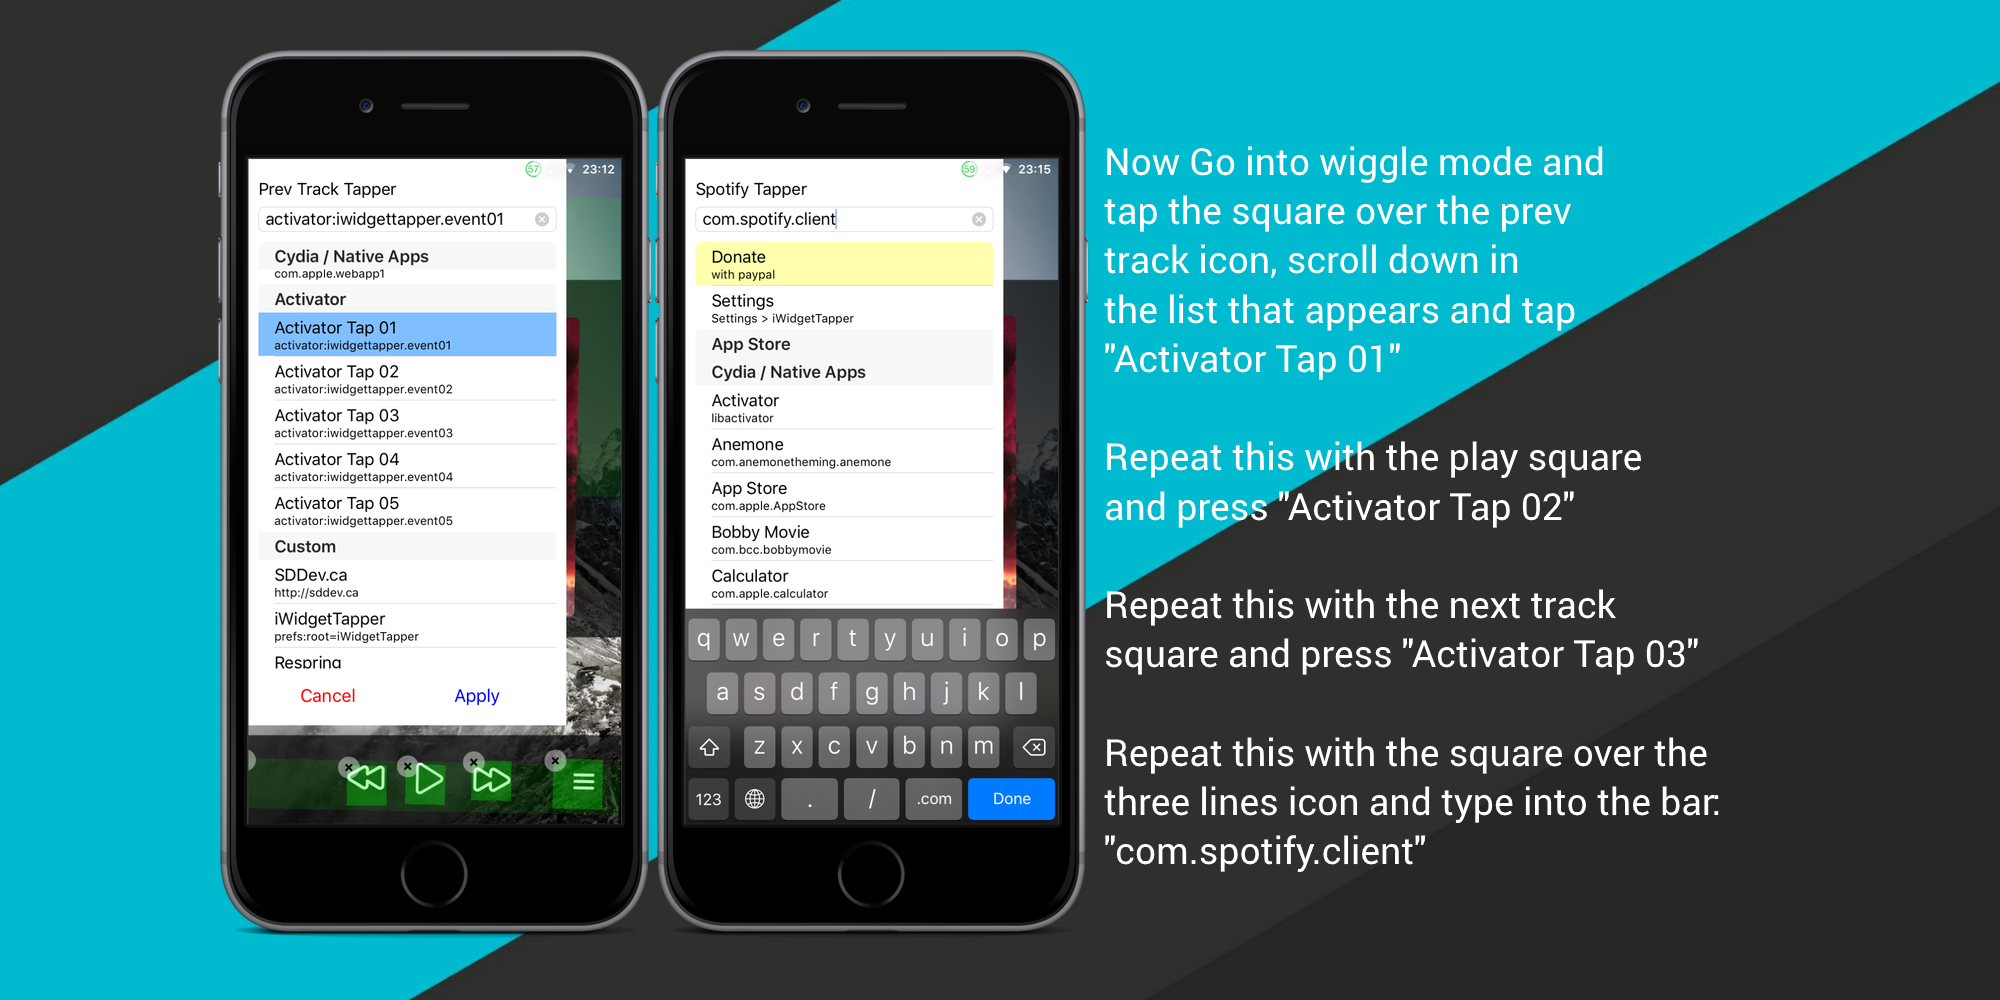 57
23:12
Prev Track Tapper
activator:iwidgettapper.event01
Cydia / Native Apps
com.apple.webapp1
Activator
Activator Tap 01
activator:iwidgettapper.event01
Activator Tap 02
activator:iwidgettapper.event02
Activator Tap 03
activator:iwidgettapper.event03
Activator Tap 04
activator:iwidgettapper.event04
Activator Tap 05
activator:iwidgettapper.event05
Custom
SDDev.ca
http://sddev.ca
iWidgetTapper
prefs:root=iWidgetTapper
Respring
Cancel Apply
59
23:15
Spotify Tapper
com.spotify.client
Donate
with paypal
Settings
Settings > iWidgetTapper
App Store
Cydia / Native Apps
Activator
libactivator
Anemone
com.anemonetheming.anemone
App Store
com.apple.AppStore
Bobby Movie
com.bcc.bobbymovie
Calculator
com.apple.calculator
q w e r t y u i o p
a s d f g h j k l
z x c v b n m
123 . / .com Done
Now Go into wiggle mode and
tap the square over the prev
track icon, scroll down in
the list that appears and tap
"Activator Tap 01"
Repeat this with the play square
and press "Activator Tap 02"
Repeat this with the next track
square and press "Activator Tap 03"
Repeat this with the square over the
three lines icon and type into the bar:
"com.spotify.client"